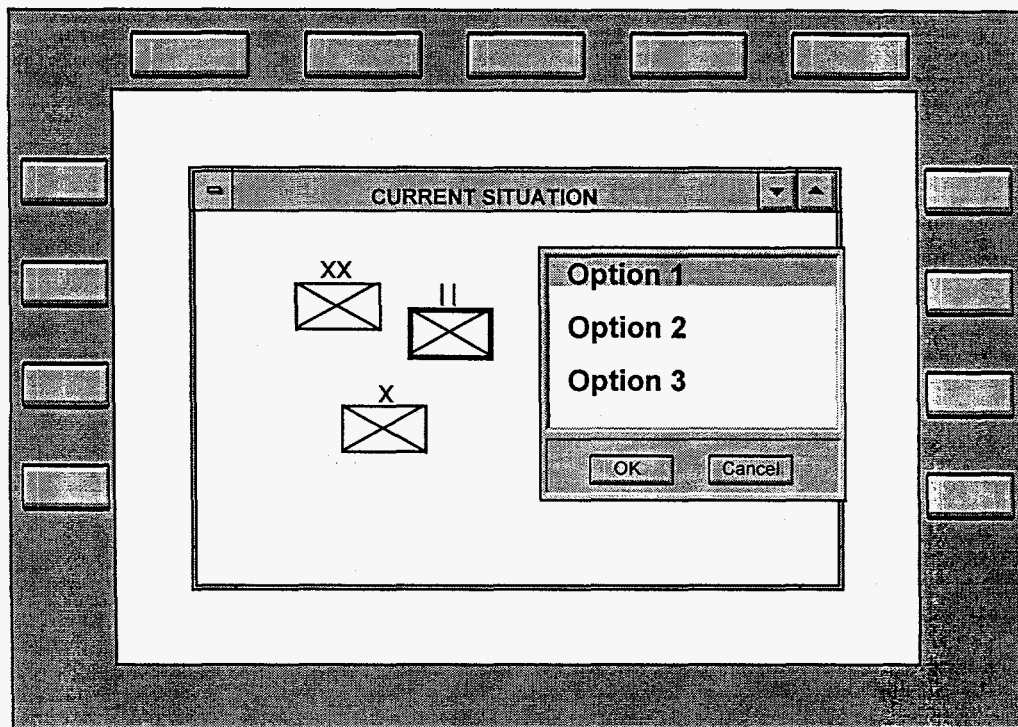 CURRENT SITUATION
XX
II
X
Option 1
Option 2
Option 3
OK
Cancel